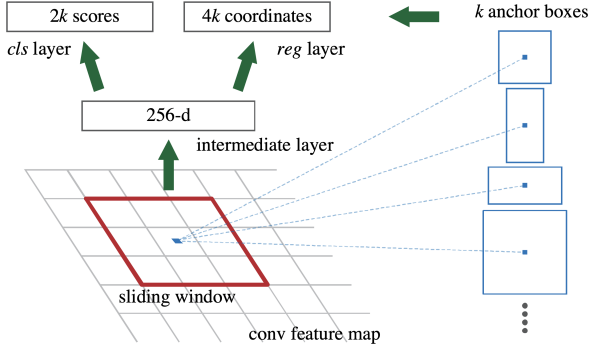 2k scores
4k coordinates
k anchor boxes
cls layer
reg layer
256-d
intermediate layer
sliding window
conv feature map